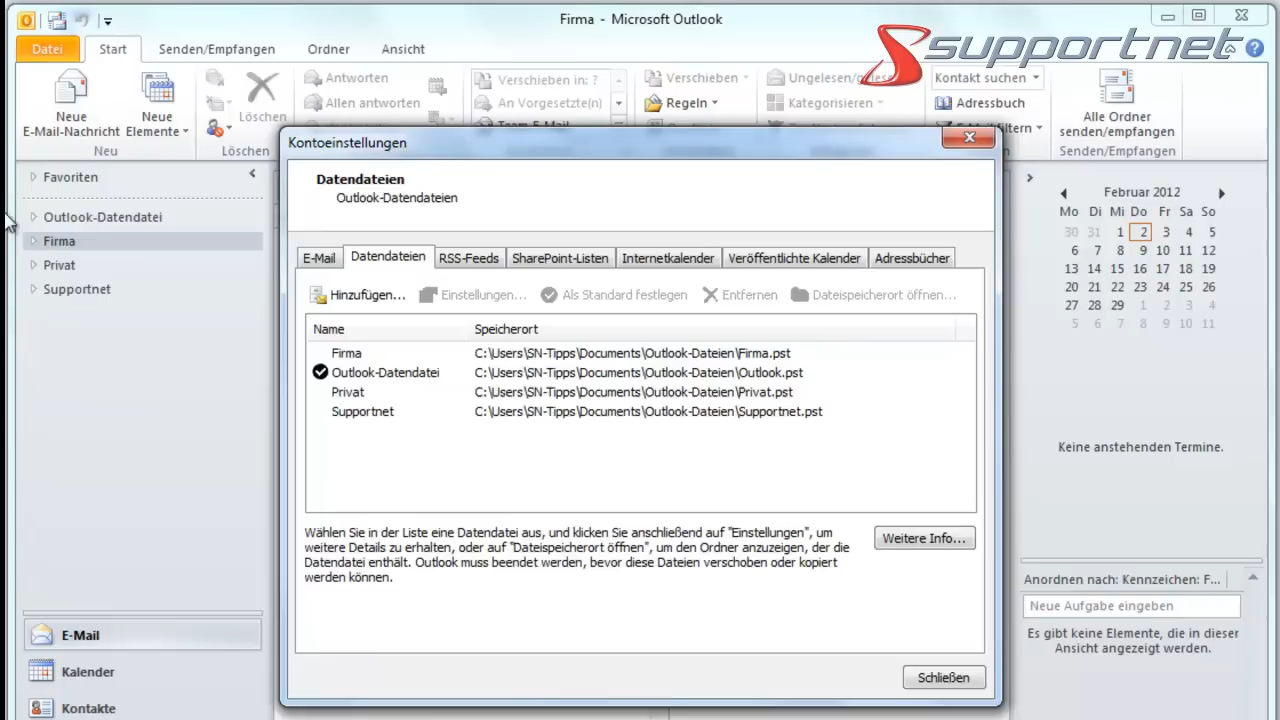 Firma - Microsoft Outlook
supportnet
Datei
Start
Senden/Empfangen
Ordner
Ansicht
Neue
E-Mail-Nachricht
Neue
Elemente
Neu
Löschen
Löschen
Antworten
Allen antworten
Verschieben in: ?
An Vorgesetzte(n)
Team-E-Mail
Verschieben
Regeln
Kategorisieren
Kontakt suchen
Adressbuch
Alle Ordner
senden/empfangen
Senden/Empfangen
Favoriten
Outlook-Datendatei
Firma
Privat
Supportnet
E-Mail
Kalender
Kontakte
Kontoeinstellungen
Datendateien
Outlook-Datendateien
E-Mail
Datendateien
RSS-Feeds
SharePoint-Listen
Internetkalender
Veröffentlichte Kalender
Adressbücher
Hinzufügen...
Einstellungen...
Als Standard festlegen
Entfernen
Dateispeicherort öffnen...
Name Speicherort
Firma C:\Users\SN-Tipps\Documents\Outlook-Dateien\Firma.pst
Outlook-Datendatei C:\Users\SN-Tipps\Documents\Outlook-Dateien\Outlook.pst
Privat C:\Users\SN-Tipps\Documents\Outlook-Dateien\Privat.pst
Supportnet C:\Users\SN-Tipps\Documents\Outlook-Dateien\Supportnet.pst
Wählen Sie in der Liste eine Datendatei aus, und klicken Sie anschließend auf "Einstellungen", um
weitere Details zu erhalten, oder auf "Dateispeicherort öffnen", um den Ordner anzuzeigen, der die
Datendatei enthält. Outlook muss beendet werden, bevor diese Dateien verschoben oder kopiert
werden können.
Weitere Info...
Schließen
Februar 2012
Mo Di Mi Do Fr Sa So
30 31 1 2 3 4 5
6 7 8 9 10 11 12
13 14 15 16 17 18 19
20 21 22 23 24 25 26
27 28 29 1 2 3 4
5 6 7 8 9 10 11
Keine anstehenden Termine.
Anordnen nach: Kennzeichen: F...
Neue Aufgabe eingeben
Es gibt keine Elemente, die in dieser
Ansicht angezeigt werden.